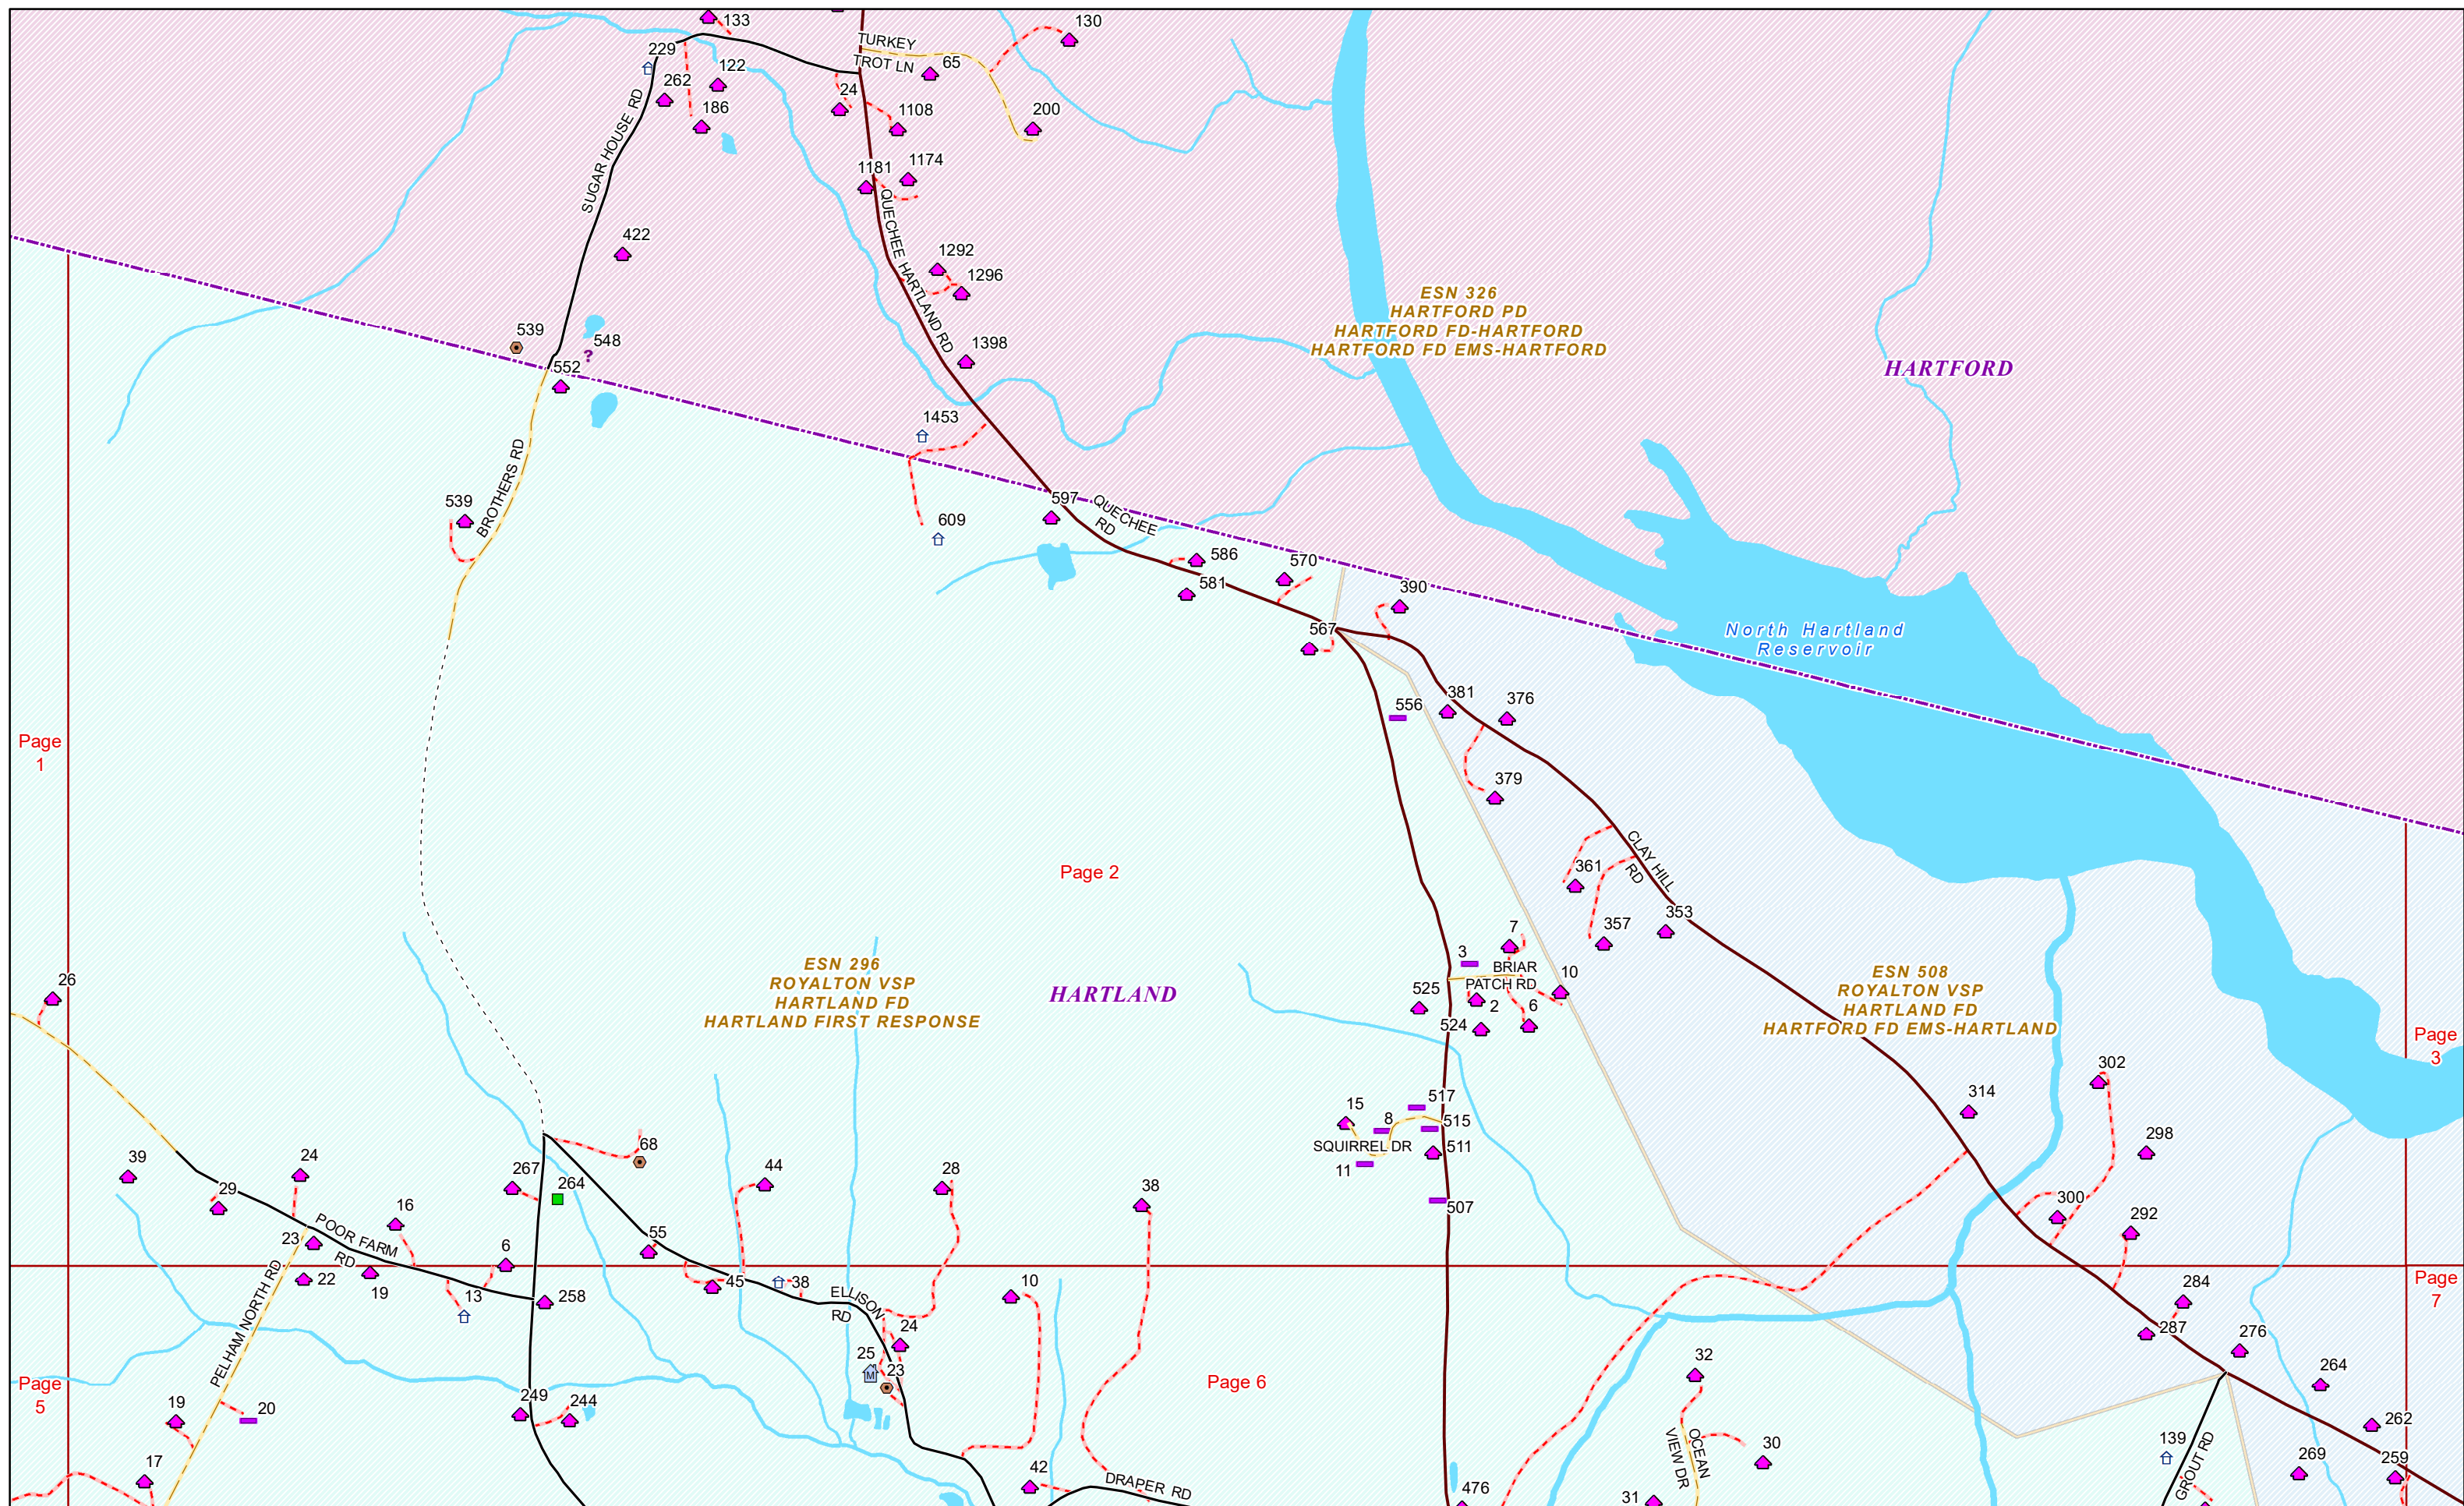 133
130
TURKEY
TROT LN
229
65
262
122
24
186
1108
200
SUGAR HOUSE RD
1181
1174
QUECHEE HARTLAND RD
422
1292
1296
ESN 326
HARTFORD PD
HARTFORD FD-HARTFORD
HARTFORD FD EMS-HARTFORD
539
548
1398
HARTFORD
552
1453
BROTHERS RD
539
597
QUECHEE
RD
609
586
570
581
390
567
North Hartland
Reservoir
381
556
376
Page
1
379
CLAY HILL
RD
Page 2
361
353
357
7
3
ESN 296
ROYALTON VSP
HARTLAND FD
HARTLAND FIRST RESPONSE
HARTLAND
BRIAR
PATCH RD
10
26
525
2
6
524
ESN 508
ROYALTON VSP
HARTLAND FD
HARTFORD FD EMS-HARTLAND
Page
3
302
517
15
8
515
314
SQUIRREL DR
511
11
298
68
39
24
267
264
44
28
38
29
16
507
300
292
POOR FARM
RD
23
55
6
22
19
13
258
45
38
ELLISON
RD
10
284
Page
7
PELHAM NORTH RD
24
287
276
25
M
23
32
Page
5
Page 6
264
19
20
249
244
262
OCEAN
VIEW DR
30
139
GROUT RD
269
259
17
42
DRAPER RD
476
31